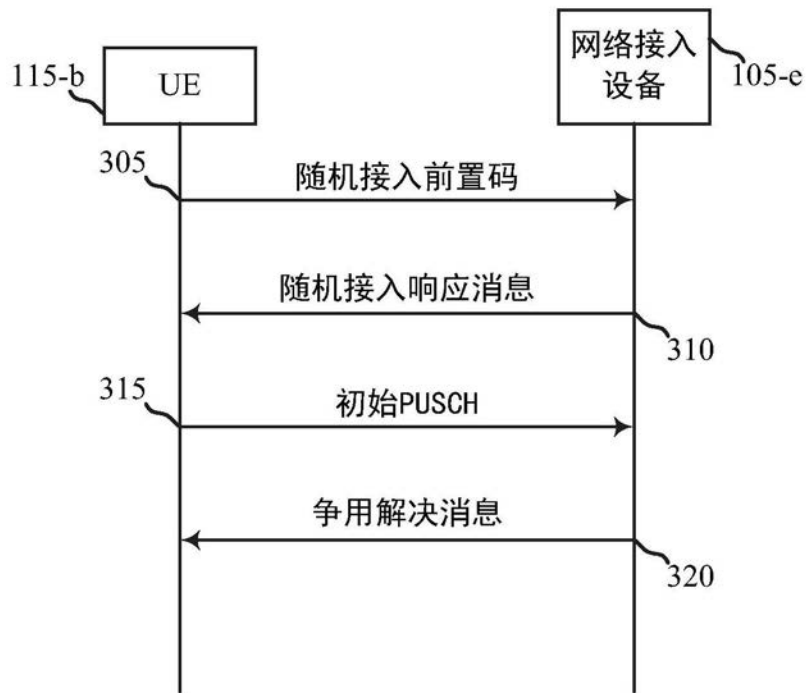 115-b
UE
网络接入
设备
105-e
305
随机接入前置码
随机接入响应消息
310
315
初始PUSCH
争用解决消息
320